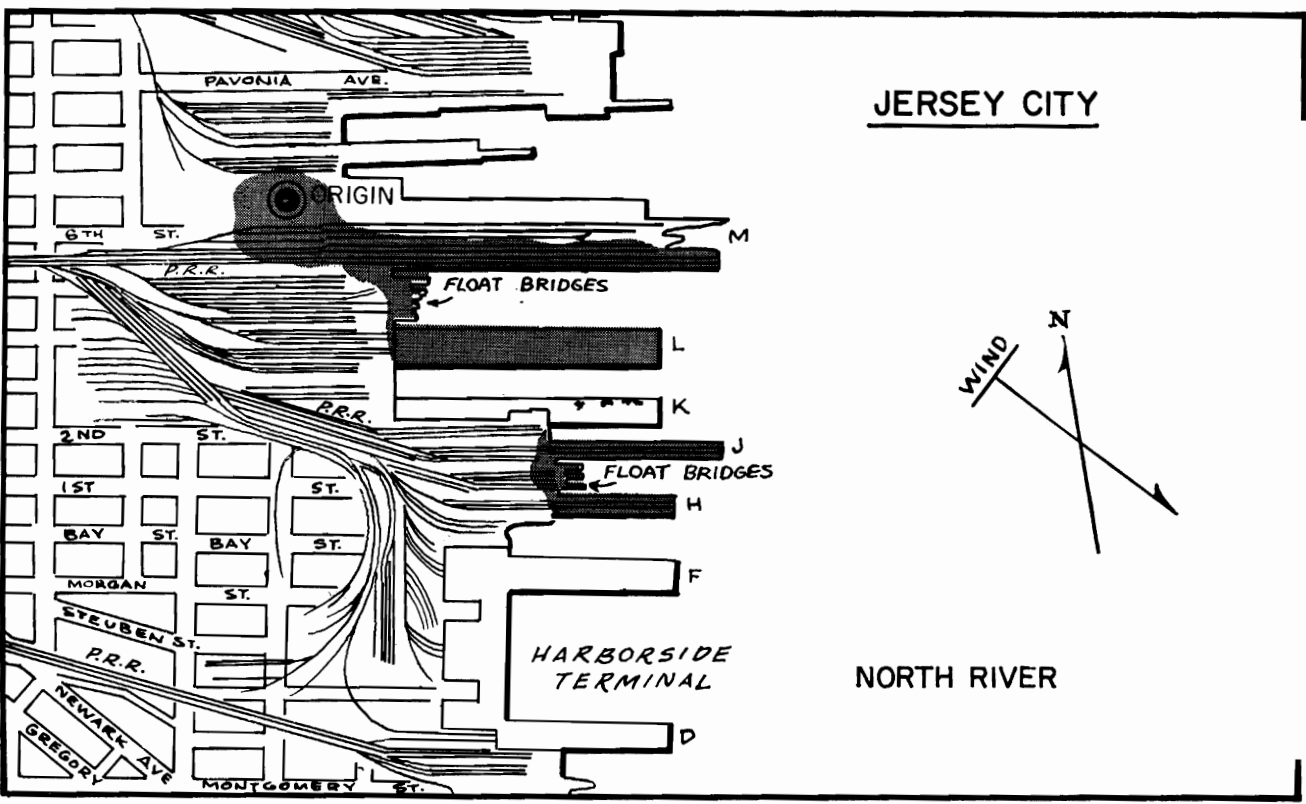 PAVONIA AVE.
JERSEY CITY
ORIGIN
6TH ST.
M
P.R.R.
FLOAT BRIDGES
N
WIND
L
K
P.R.R.
2ND ST.
J
FLOAT BRIDGES
1ST ST.
H
BAY ST. BAY ST.
F
MORGAN ST.
STEUBEN ST.
HARBORSIDE
TERMINAL
P.R.R.
NORTH RIVER
NEWARK AVE
GREGORY
D
MONTGOMERY ST.